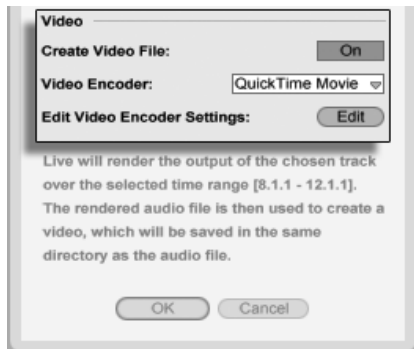 Video
Create Video File: On
Video Encoder: QuickTime Movie
Edit Video Encoder Settings: Edit
Live will render the output of the chosen track
over the selected time range [8.1.1 - 12.1.1].
The rendered audio file is then used to create a
video, which will be saved in the same
directory as the audio file.
OK Cancel